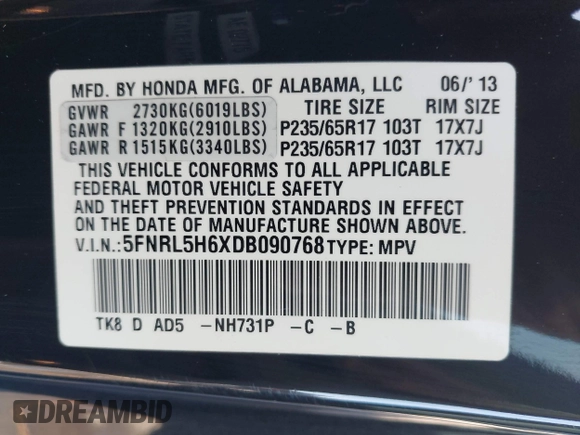 MFD. BY HONDA MFG. OF ALABAMA, LLC 06/'13
GVWR 2730KG(6019LBS) TIRE SIZE RIM SIZE
GAWR F 1320KG(2910LBS) P235/65R17 103T 17X7J
GAWR R 1515KG(3340LBS) P235/65R17 103T 17X7J
THIS VEHICLE CONFORMS TO ALL APPLICABLE
FEDERAL MOTOR VEHICLE SAFETY
AND THEFT PREVENTION STANDARDS IN EFFECT
ON THE DATE OF MANUFACTURE SHOWN ABOVE.
V.I.N.:5FNRL5H6XDB090768 TYPE: MPV
TK8 D AD5 -NH731P -C -B
DREAMBID